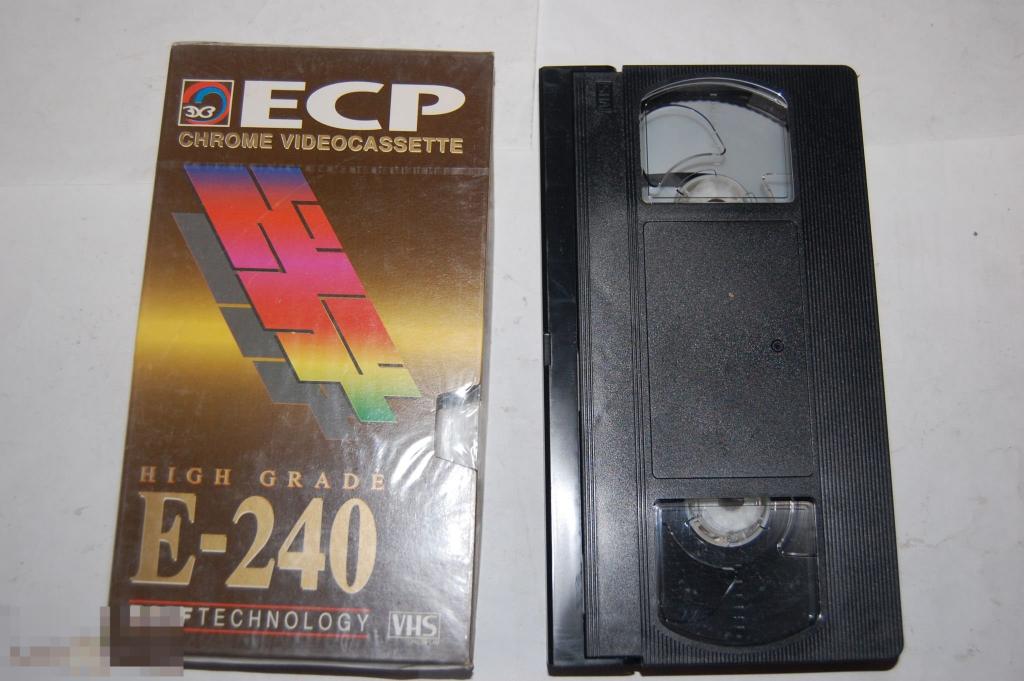 ECP
CHROME VIDEOCASSETTE
HIGH GRADE
E-240
TECHNOLOGY
VHS